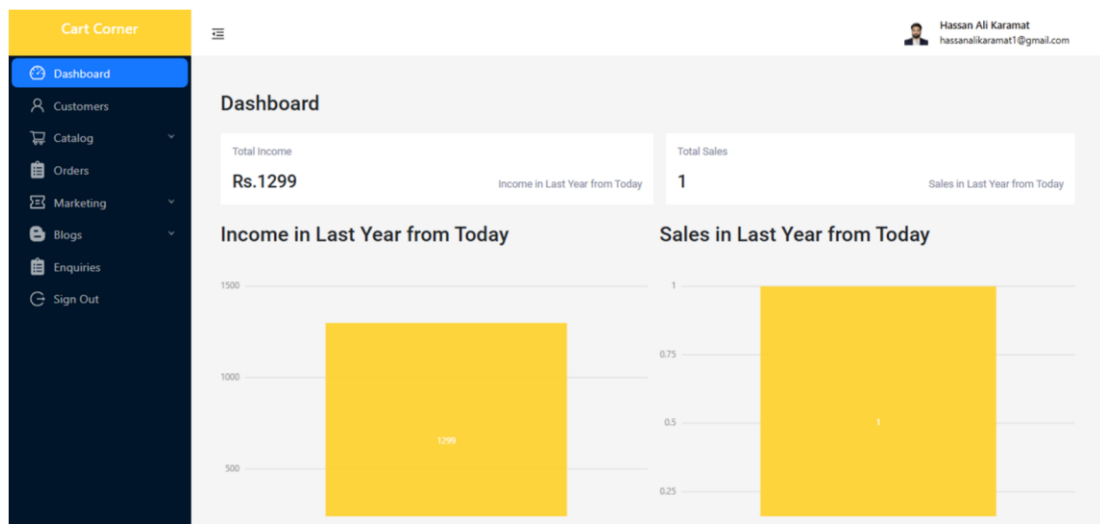 Cart Corner
Hassan Ali Karamat
hassanalikaramat1@gmail.com
Dashboard
Customers
Catalog
Orders
Marketing
Blogs
Enquiries
Sign Out
Dashboard
Total Income
Rs.1299
Income in Last Year from Today
Total Sales
1
Sales in Last Year from Today
Income in Last Year from Today
1500
1000
500
1299
Sales in Last Year from Today
1
0.75
0.5
0.25
1